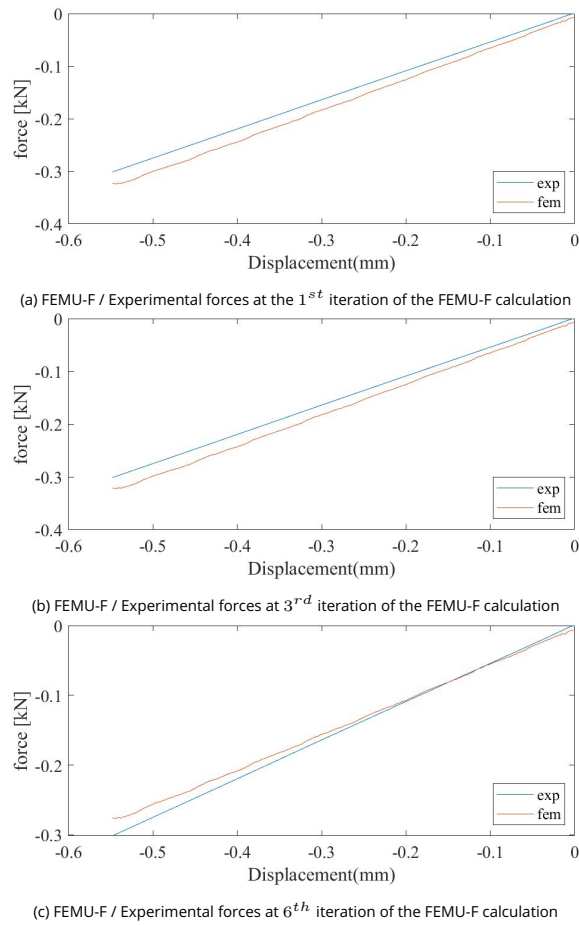 0
-0.1
-0.2
-0.3
-0.4
force [kN]
exp
fem
-0.6 -0.5 -0.4 -0.3 -0.2 -0.1 0
Displacement(mm)
(a) FEMU-F / Experimental forces at the 1st iteration of the FEMU-F calculation
0
-0.1
-0.2
-0.3
-0.4
force [kN]
exp
fem
-0.6 -0.5 -0.4 -0.3 -0.2 -0.1 0
Displacement(mm)
(b) FEMU-F / Experimental forces at 3rd iteration of the FEMU-F calculation
0
-0.1
-0.2
-0.3
force [kN]
exp
fem
-0.6 -0.5 -0.4 -0.3 -0.2 -0.1 0
Displacement(mm)
(c) FEMU-F / Experimental forces at 6th iteration of the FEMU-F calculation